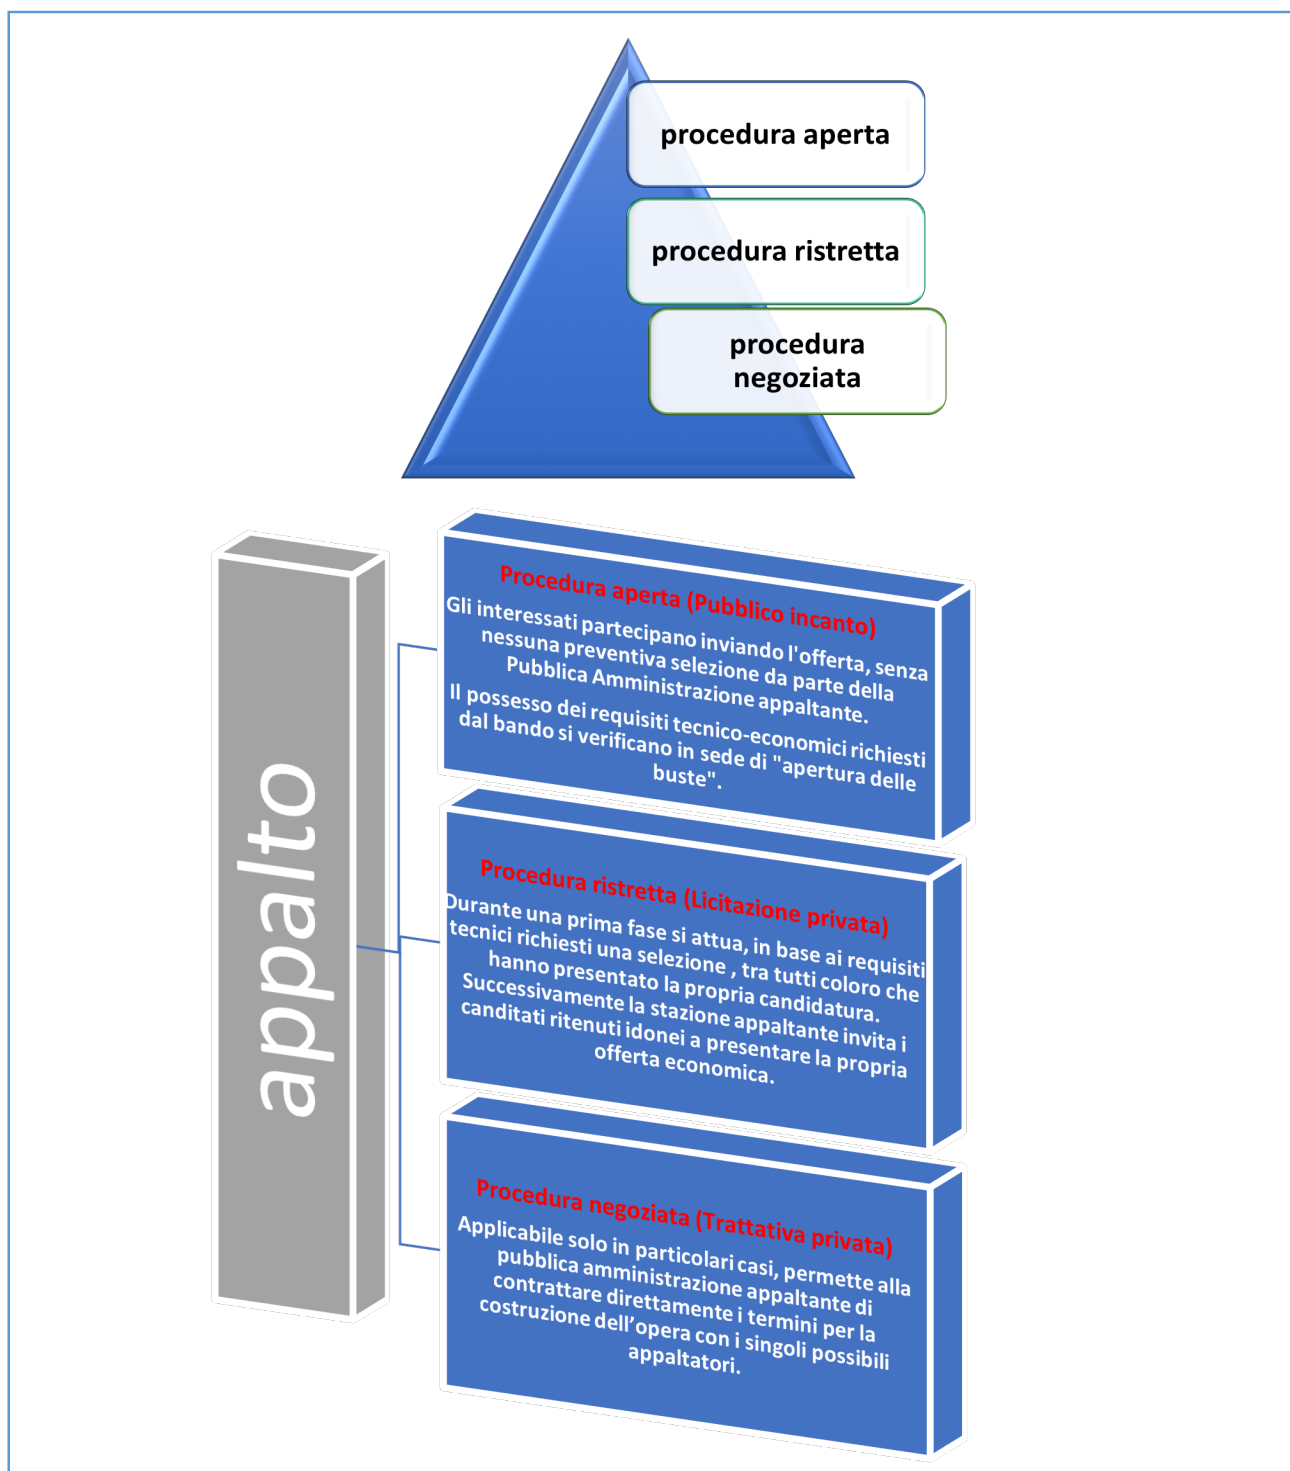 procedura aperta
procedura ristretta
procedura
negoziata
appalto
Procedura aperta (Pubblico incanto)
Gli interessati partecipano inviando l'offerta, senza
nessuna preventiva selezione da parte della
Pubblica Amministrazione appaltante.
Il possesso dei requisiti tecnico-economici richiesti
dal bando si verificano in sede di "apertura delle
buste".
Procedura ristretta (Licitazione privata)
Durante una prima fase si attua, in base ai requisiti
tecnici richiesti una selezione , tra tutti coloro che
hanno presentato la propria candidatura.
Successivamente la stazione appaltante invita i
canditati ritenuti idonei a presentare la propria
offerta economica.
Procedura negoziata (Trattativa privata)
Applicabile solo in particolari casi, permette alla
pubblica amministrazione appaltante di
contrattare direttamente i termini per la
costruzione dell’opera con i singoli possibili
appaltatori.